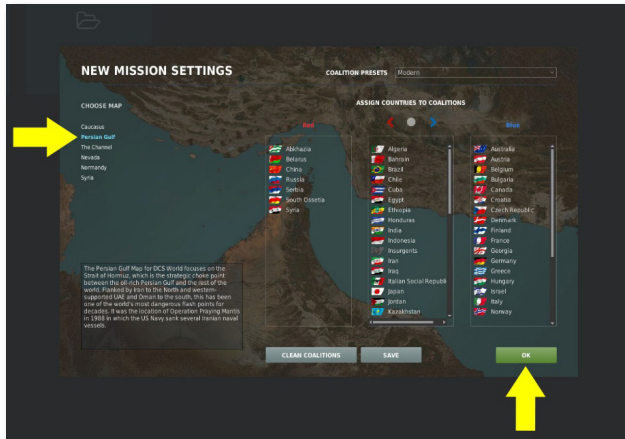 NEW MISSION SETTINGS
COALITION PRESETS Modern
CHOOSE MAP
Caucasus
Persian Gulf
The Channel
Nevada
Normandy
Syria
The Persian Gulf Map for DCS World focuses on the
Strait of Hormuz, which is the strategic choke point
between the oil-rich Persian Gulf and the rest of the
world. Flanked by Iran to the North and western-
supported UAE and Oman to the south, this has been
one of the world's most dangerous flash points for
decades. It was the location of Operation Praying Mantis
in 1988 in which the US Navy sank several Iranian naval
vessels.
ASSIGN COUNTRIES TO COALITIONS
Red
Abkhazia
Belarus
China
Russia
Serbia
South Ossetia
Syria
Algeria
Bahrain
Brazil
Chile
Cuba
Egypt
Ethiopia
Honduras
India
Indonesia
Insurgents
Iran
Iraq
Italian Social Republi
Japan
Jordan
Kazakhstan
Blue
Australia
Austria
Belgium
Bulgaria
Canada
Croatia
Czech Republic
Denmark
Finland
France
Georgia
Germany
Greece
Hungary
Israel
Italy
Norway
CLEAN COALITIONS
SAVE
OK